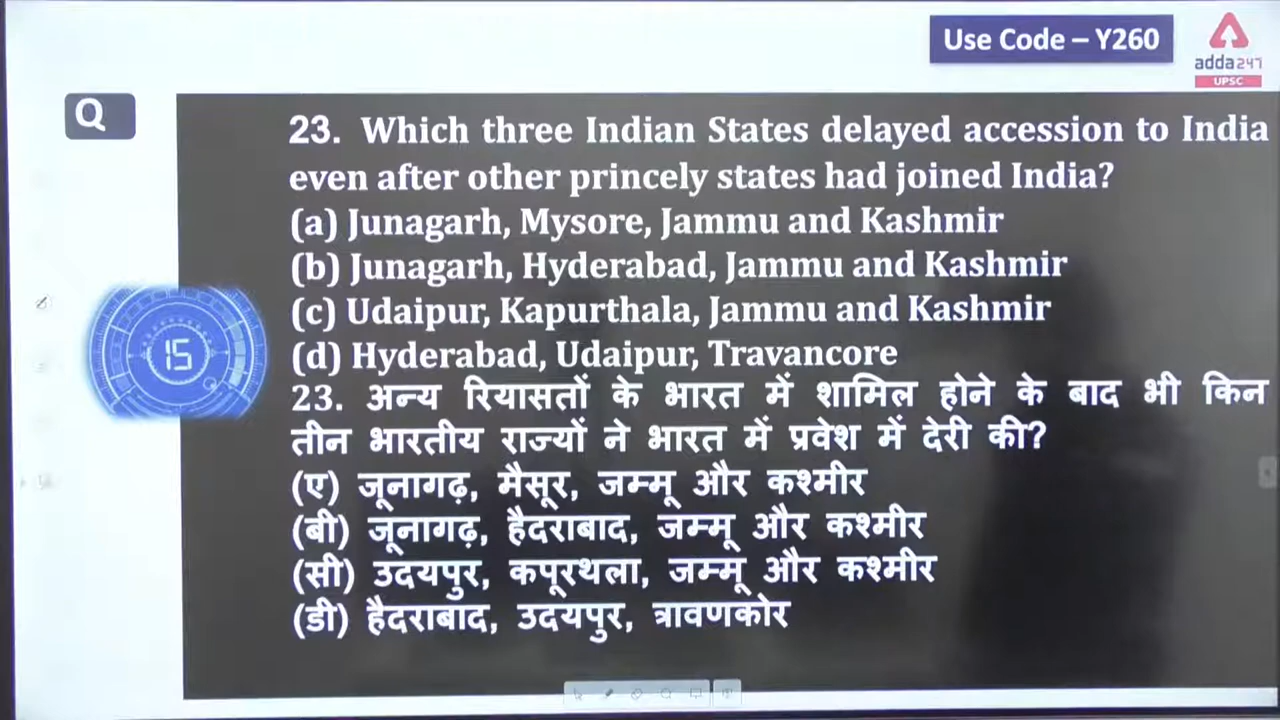 Use Code – Y260
adda247
UPSC
Q
23. Which three Indian States delayed accession to India
even after other princely states had joined India?
(a) Junagarh, Mysore, Jammu and Kashmir
(b) Junagarh, Hyderabad, Jammu and Kashmir
(c) Udaipur, Kapurthala, Jammu and Kashmir
(d) Hyderabad, Udaipur, Travancore
15
23. अन्य रियासतों के भारत में शामिल होने के बाद भी किन
तीन भारतीय राज्यों ने भारत में प्रवेश में देरी की?
(ए) जूनागढ़, मैसूर, जम्मू और कश्मीर
(बी) जूनागढ़, हैदराबाद, जम्मू और कश्मीर
(सी) उदयपुर, कपूरथला, जम्मू और कश्मीर
(डी) हैदराबाद, उदयपुर, त्रावणकोर